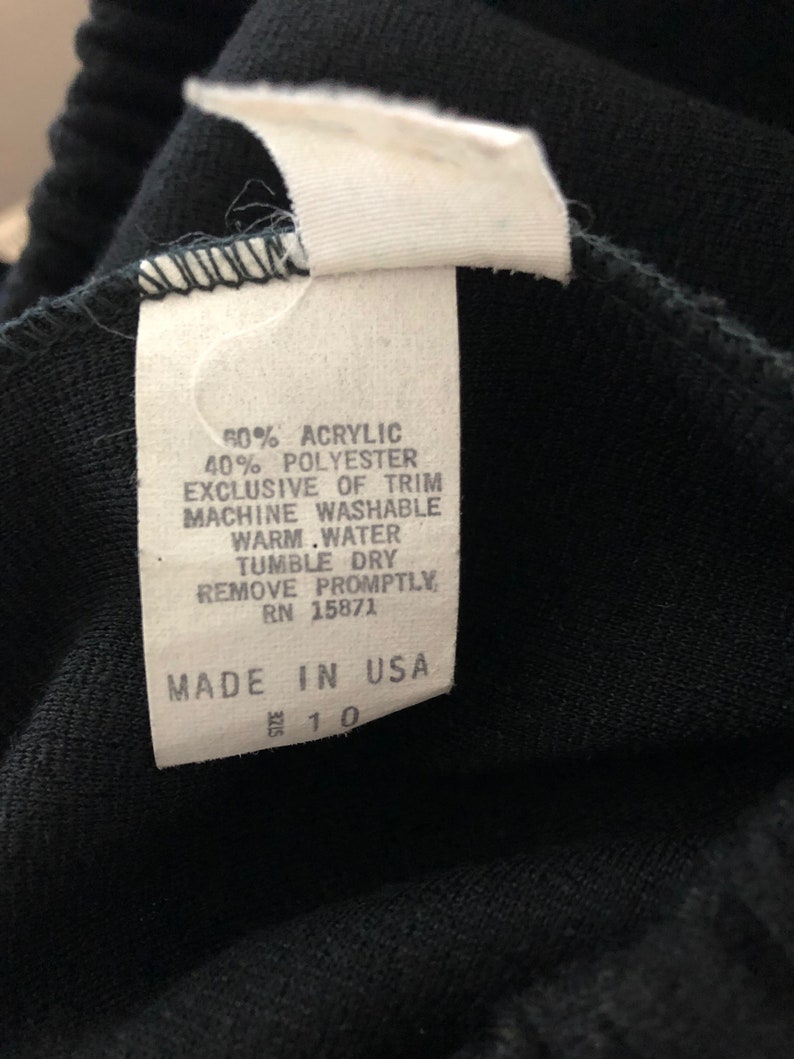 60% ACRYLIC
40% POLYESTER
EXCLUSIVE OF TRIM
MACHINE WASHABLE
WARM WATER
TUMBLE DRY
REMOVE PROMPTLY,
RN 15871
MADE IN USA
10